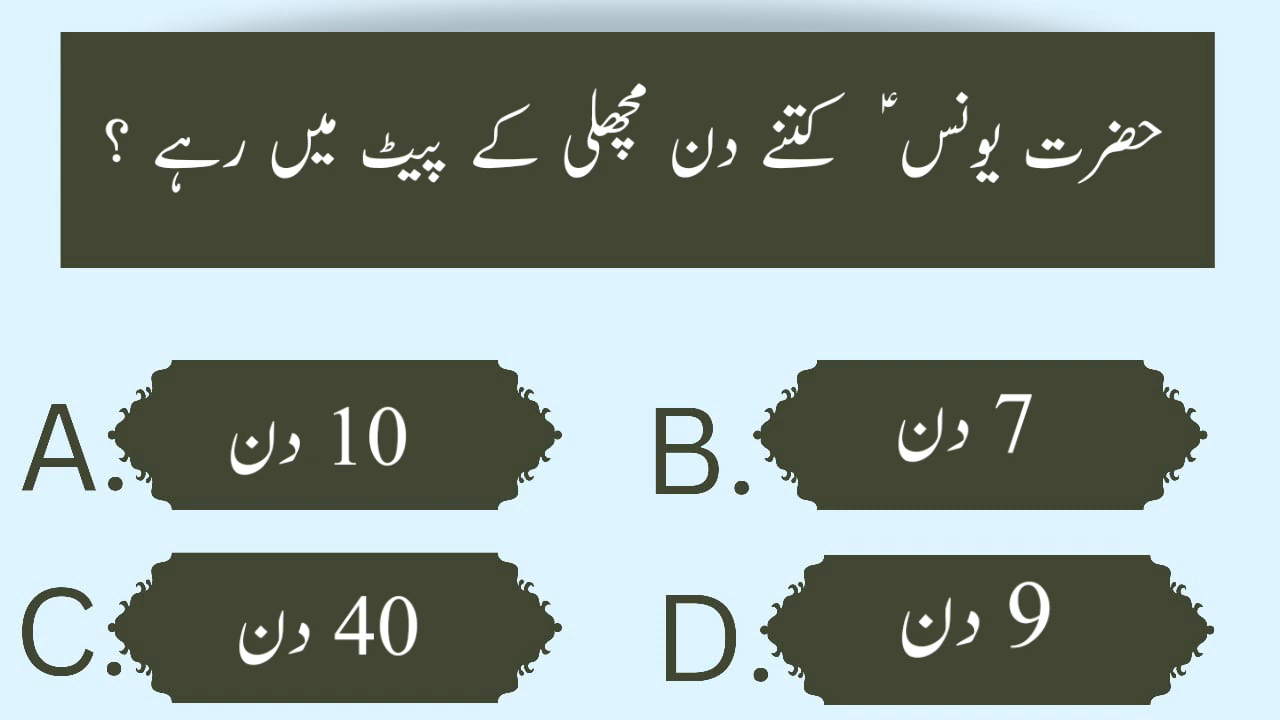 حضرت یونس ؑ کتنے دن مچھلی کے پیٹ میں رہے ؟
A. 10 دن
B. 7 دن
C. 40 دن
D. 9 دن